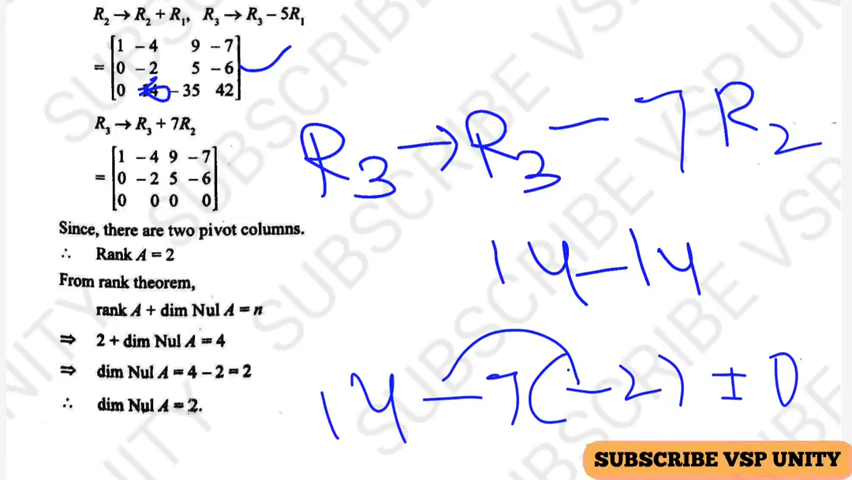 R₂ → R₂ + R₁, R₃ → R₃ − 5R₁
= [1 −4 9 −7
0 −2 5 −6
0 −35 42]
R₃ → R₃ + 7R₂
= [1 −4 9 −7
0 −2 5 −6
0 0 0 0]
Since, there are two pivot columns.
∴ Rank A = 2
From rank theorem,
rank A + dim Nul A = n
⇒ 2 + dim Nul A = 4
⇒ dim Nul A = 4 − 2 = 2
∴ dim Nul A = 2.
R₃ → R₃ − 7R₂
14 − 14
14 − 7(−2) ± 0
SUBSCRIBE VSP UNITY